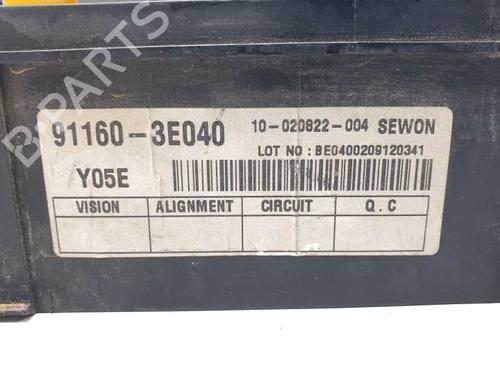 B-PARTS
91160-3E040 10-020822-004 SEWON
LOT NO : BE0400209120341
Y05E
VISION ALIGNMENT CIRCUIT Q.C